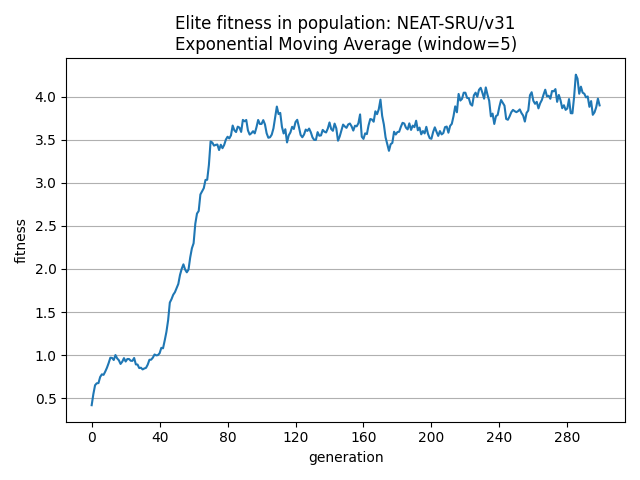 Elite fitness in population: NEAT-SRU/v31
Exponential Moving Average (window=5)
fitness
4.0
3.5
3.0
2.5
2.0
1.5
1.0
0.5
0 40 80 120 160 200 240 280
generation